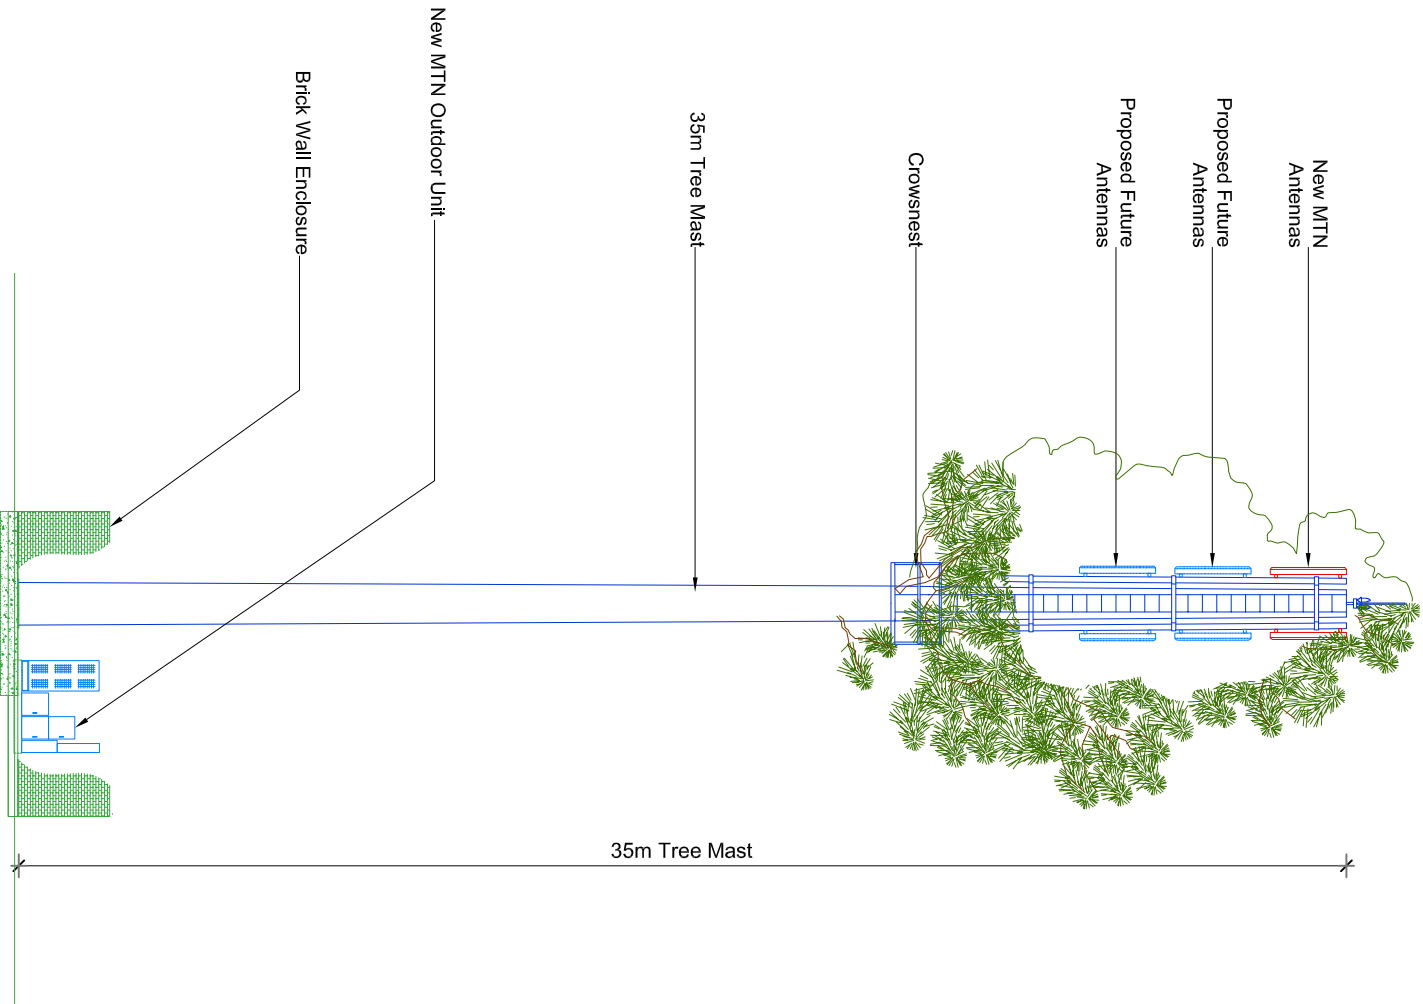 New MTN
Antennas
Proposed Future
Antennas
Proposed Future
Antennas
Crowsnest
35m Tree Mast
New MTN Outdoor Unit
Brick Wall Enclosure
35m Tree Mast